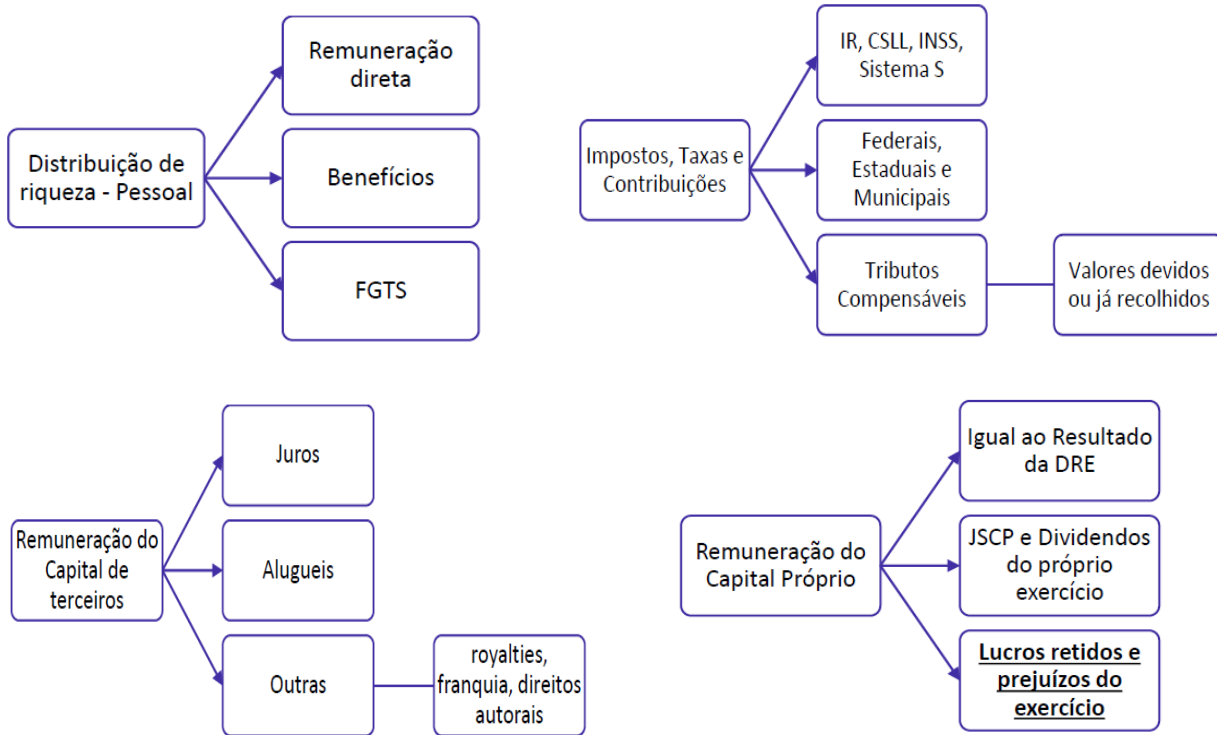 Distribuição de
riqueza - Pessoal
Remuneração
direta
Benefícios
FGTS
Impostos, Taxas e
Contribuições
IR, CSLL, INSS,
Sistema S
Federais,
Estaduais e
Municipais
Tributos
Compensáveis
Valores devidos
ou já recolhidos
Remuneração do
Capital de
terceiros
Juros
Alugueis
Outras
royalties,
franquia, direitos
autorais
Remuneração do
Capital Próprio
Igual ao Resultado
da DRE
JSCP e Dividendos
do próprio
exercício
Lucros retidos e
prejuízos do
exercício